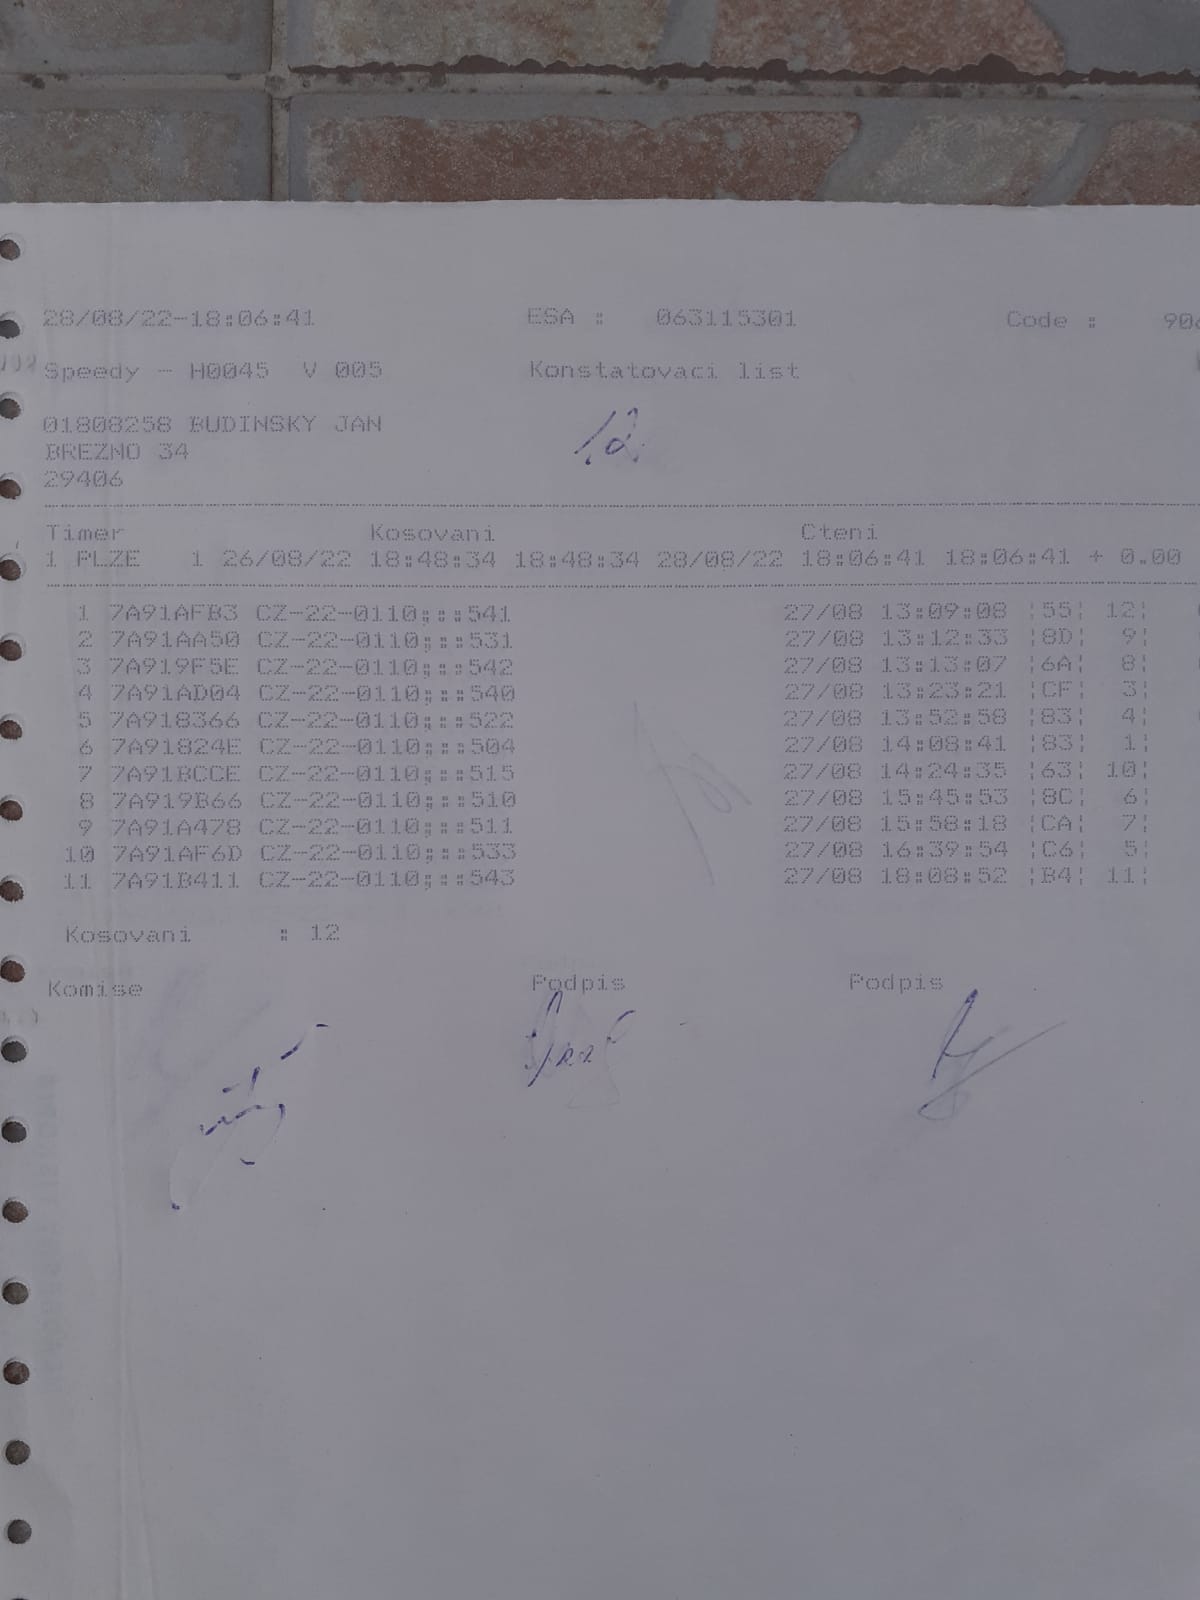 28/08/22-18:06:41 ESA : 063115301 Code : 906
Speedy - H0045 V 005 Konstatovaci list
01808258 BUDINSKY JAN
12.
BREZNO 34
29406
Timer Kosovani Cteni
1 PLZE 1 26/08/22 18:48:34 18:48:34 28/08/22 18:06:41 18:06:41 + 0.00
1 7A91AFB3 CZ-22-0110;::541 27/08 13:09:08 ¦55¦ 12¦
2 7A91AA50 CZ-22-0110;::531 27/08 13:12:33 ¦8D¦ 9¦
3 7A919F5E CZ-22-0110;::542 27/08 13:13:07 ¦6A¦ 8¦
4 7A91AD04 CZ-22-0110;::540 27/08 13:23:21 ¦CF¦ 3¦
5 7A918366 CZ-22-0110;::522 27/08 13:52:58 ¦83¦ 4¦
6 7A91824E CZ-22-0110;::504 27/08 14:08:41 ¦83¦ 1¦
7 7A91BCCE CZ-22-0110;::515 27/08 14:24:35 ¦63¦ 10¦
8 7A919B66 CZ-22-0110;::510 27/08 15:45:53 ¦8C¦ 6¦
9 7A91A478 CZ-22-0110;::511 27/08 15:58:18 ¦CA¦ 7¦
10 7A91AF6D CZ-22-0110;::533 27/08 16:39:54 ¦C6¦ 5¦
11 7A91B411 CZ-22-0110;::543 27/08 18:08:52 ¦B4¦ 11¦
Kosovani : 12
Komise Podpis Podpis